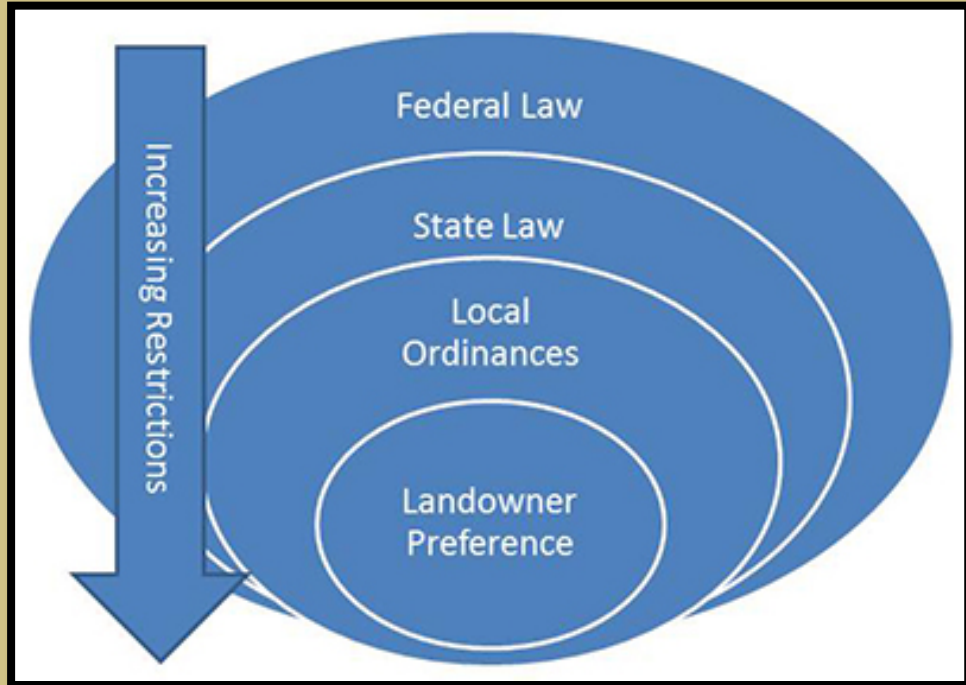 Federal Law
State Law
Local
Ordinances
Landowner
Preference
Increasing Restrictions